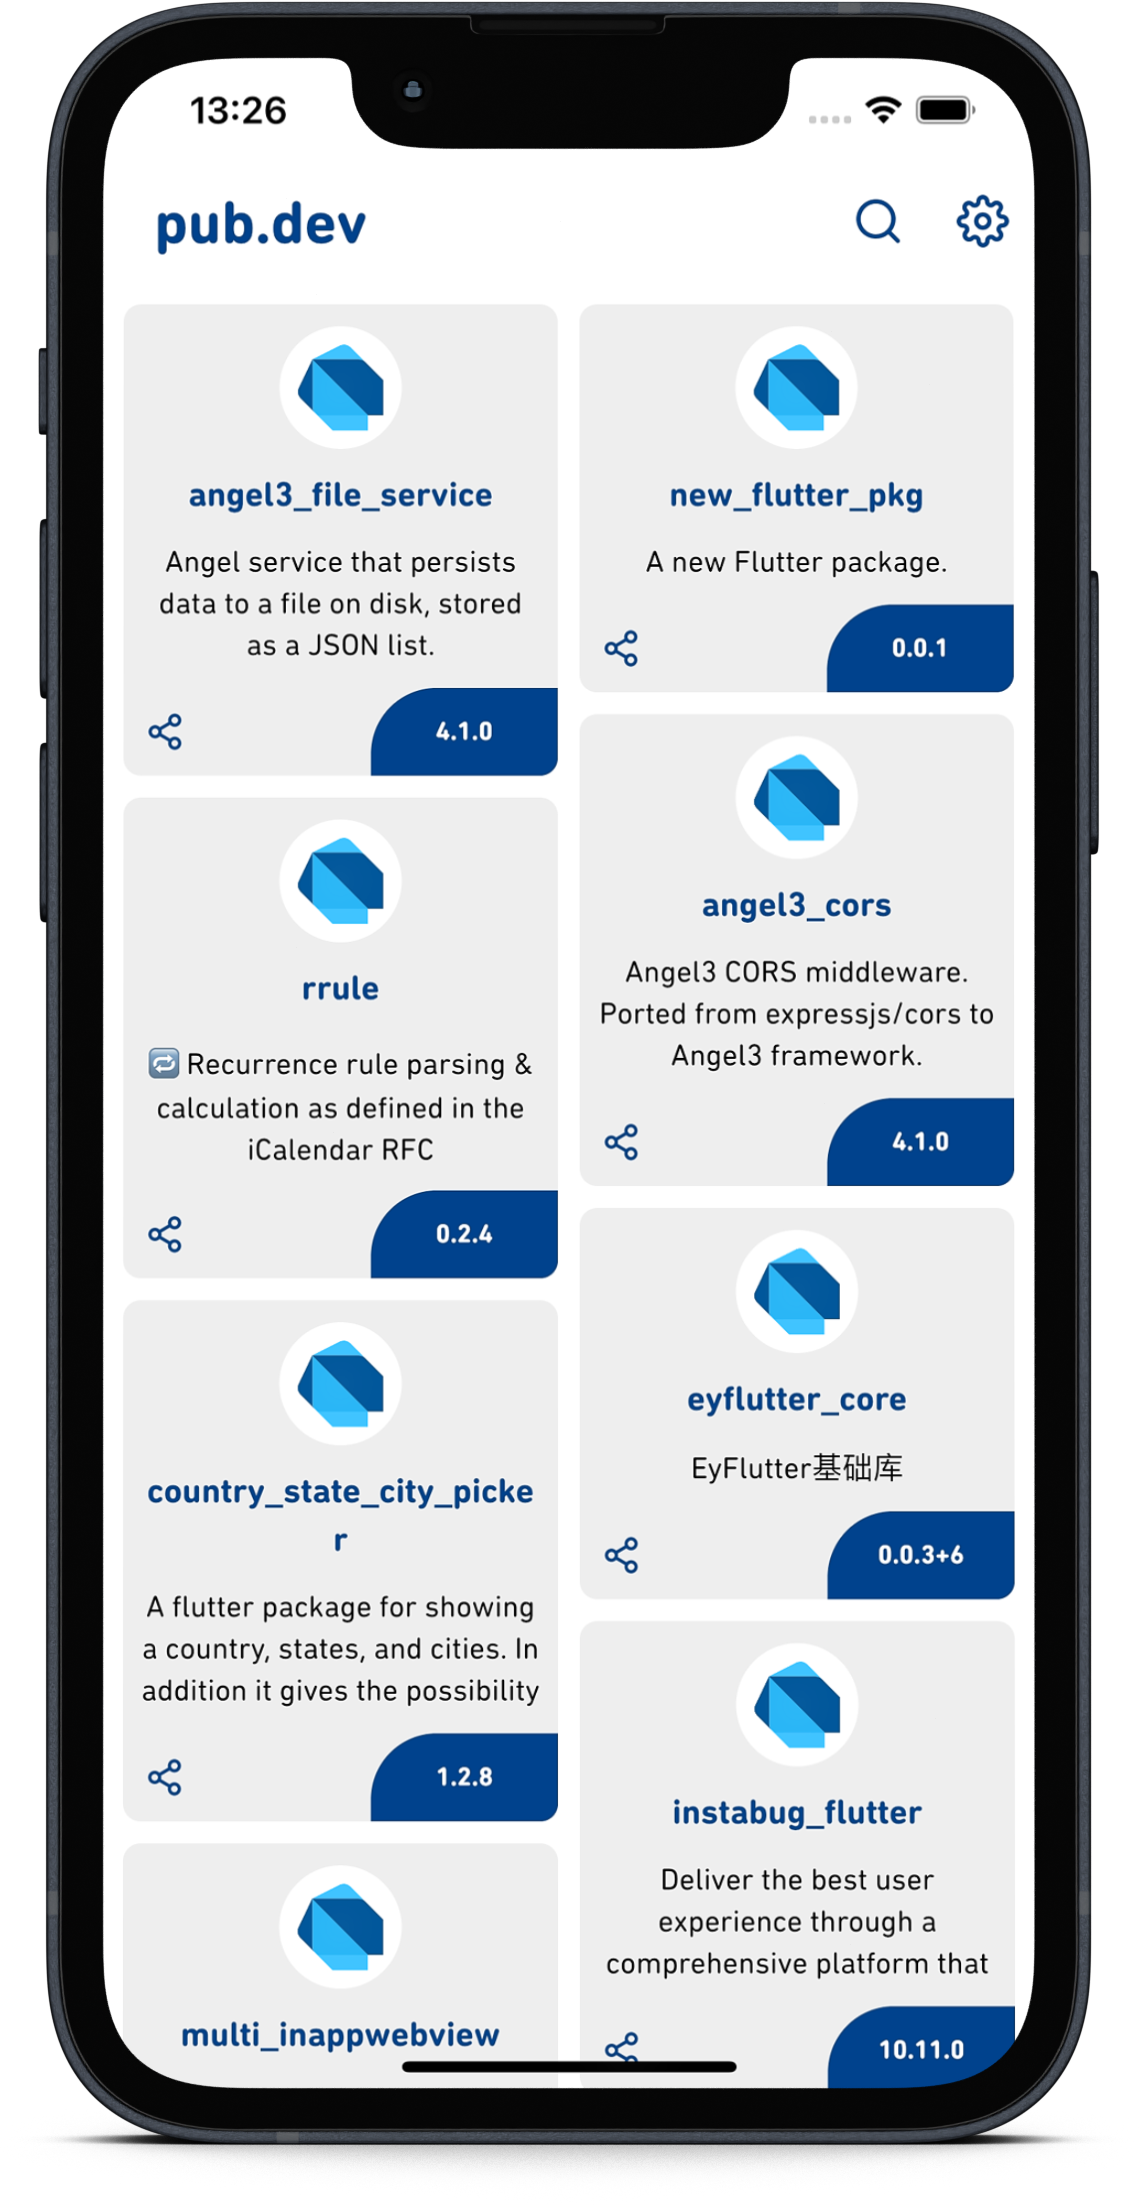 13:26
pub.dev
angel3_file_service
Angel service that persists
data to a file on disk, stored
as a JSON list.
4.1.0
new_flutter_pkg
A new Flutter package.
0.0.1
rrule
🔁 Recurrence rule parsing &
calculation as defined in the
iCalendar RFC
0.2.4
angel3_cors
Angel3 CORS middleware.
Ported from expressjs/cors to
Angel3 framework.
4.1.0
country_state_city_picke
r
A flutter package for showing
a country, states, and cities. In
addition it gives the possibility
1.2.8
eyflutter_core
EyFlutter基础库
0.0.3+6
multi_inappwebview
instabug_flutter
Deliver the best user
experience through a
comprehensive platform that
10.11.0